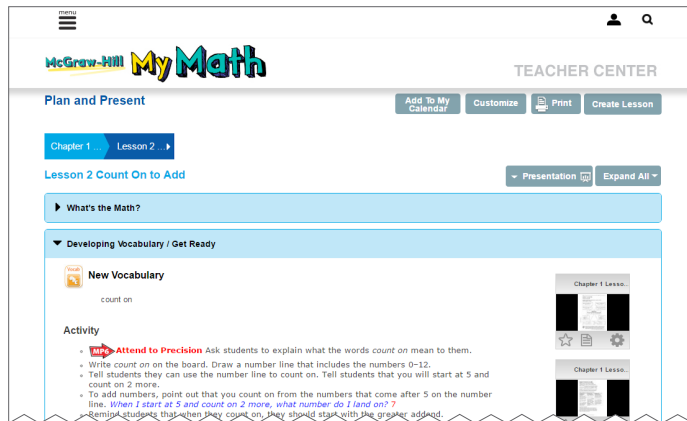 menu
McGraw-Hill My Math
TEACHER CENTER
Plan and Present
Add To My
Calendar
Customize
Print
Create Lesson
Chapter 1 ...
Lesson 2 ...
Lesson 2 Count On to Add
Presentation
Expand All
What's the Math?
Developing Vocabulary / Get Ready
Vocab
New Vocabulary
count on
Chapter 1 Lesso...
Activity
MP6 Attend to Precision Ask students to explain what the words count on mean to them.
Write count on on the board. Draw a number line that includes the numbers 0–12.
Tell students they can use the number line to count on. Tell students that you will start at 5 and
count on 2 more.
To add numbers, point out that you count on from the numbers that come after 5 on the number
line. When I start at 5 and count on 2 more, what number do I land on? 7
Remind students that when they count on, they should start with the greater addend.
Chapter 1 Lesso...